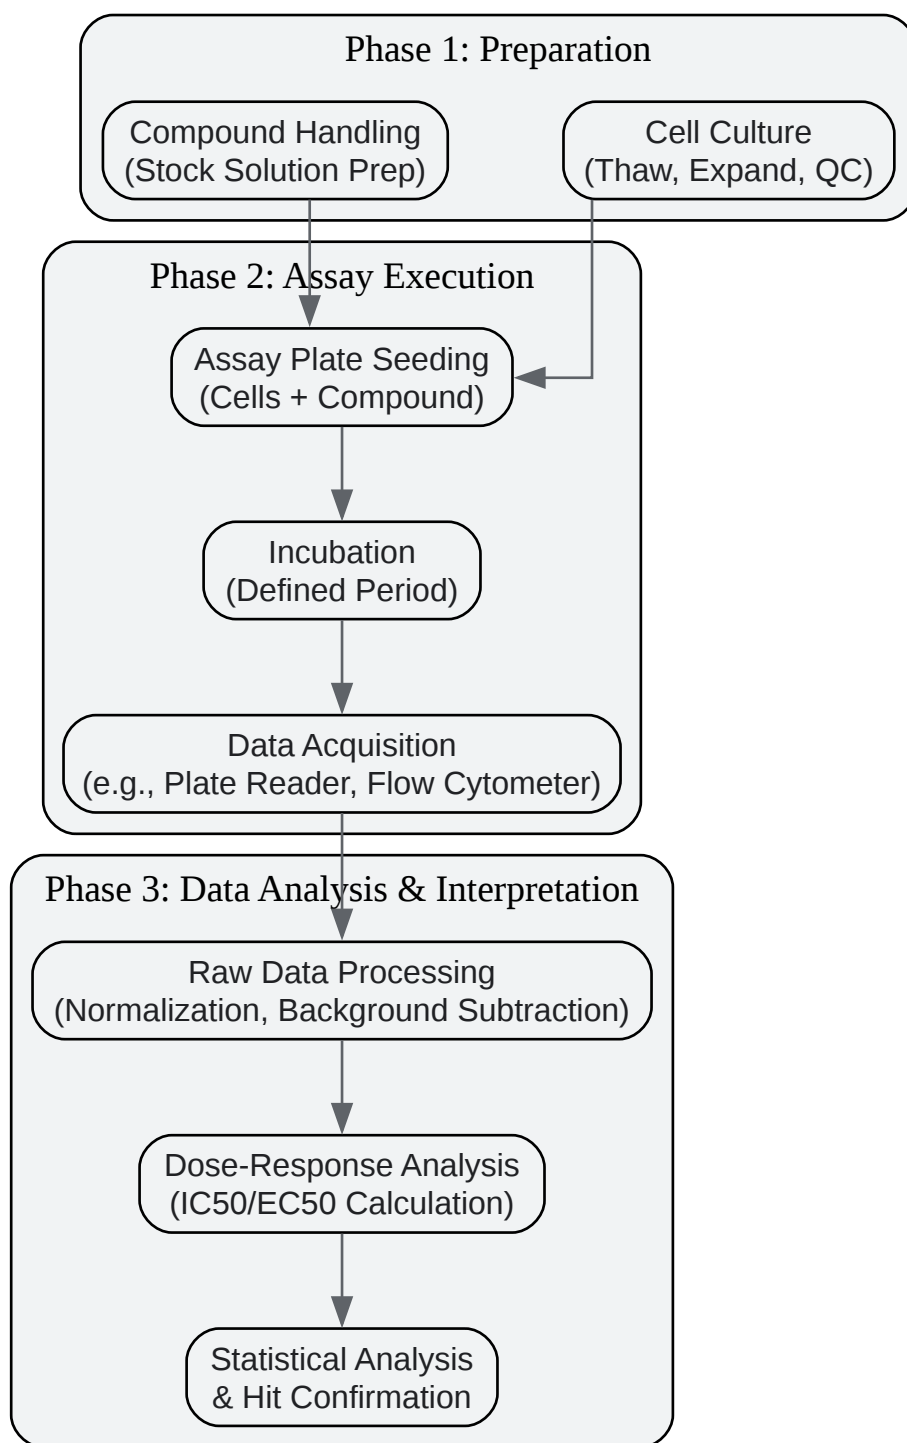 Phase 1: Preparation
Compound Handling
(Stock Solution Prep)
Cell Culture
(Thaw, Expand, QC)
Phase 2: Assay Execution
Assay Plate Seeding
(Cells + Compound)
Incubation
(Defined Period)
Data Acquisition
(e.g., Plate Reader, Flow Cytometer)
Phase 3: Data Analysis & Interpretation
Raw Data Processing
(Normalization, Background Subtraction)
Dose-Response Analysis
(IC50/EC50 Calculation)
Statistical Analysis
& Hit Confirmation